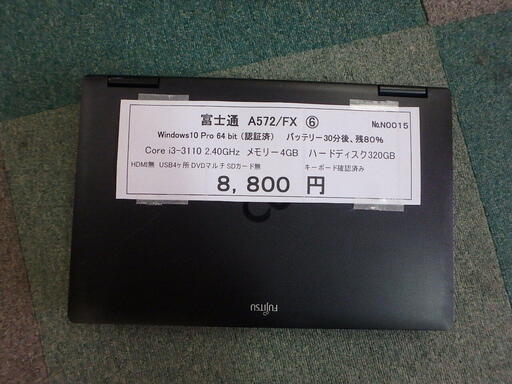 富士通 A572/FX ⑥ №NO015
Windows10 Pro 64 bit (認証済) バッテリー30分後、残80%
Core i3-3110 2.40GHz メモリー4GB ハードディスク320GB
HDMI無 USB4ヶ所 DVDマルチ SDカード無 キーボード確認済み
8,800 円
FUJITSU